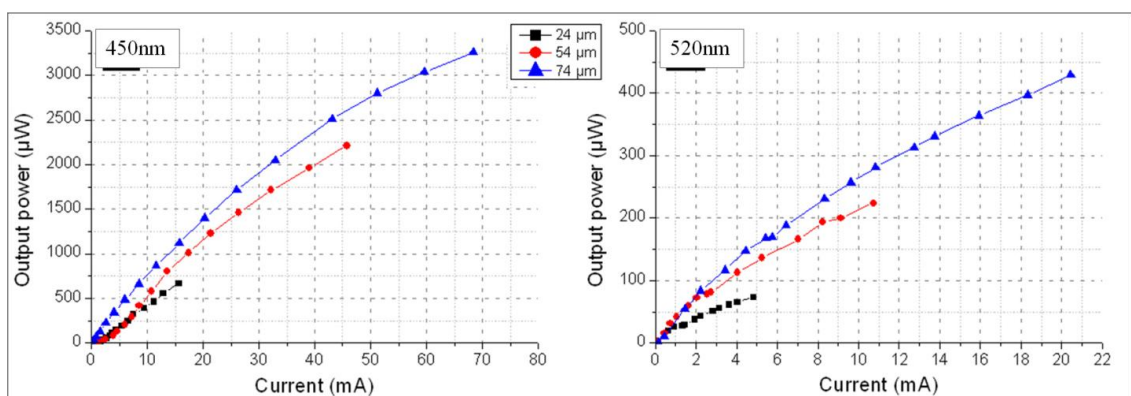 450nm
3500
3000
2500
2000
1500
1000
500
0
Output power (µW)
0 10 20 30 40 50 60 70 80
Current (mA)
24 µm
54 µm
74 µm
520nm
500
400
300
200
100
0
Output power (µW)
0 2 4 6 8 10 12 14 16 18 20 22
Current (mA)